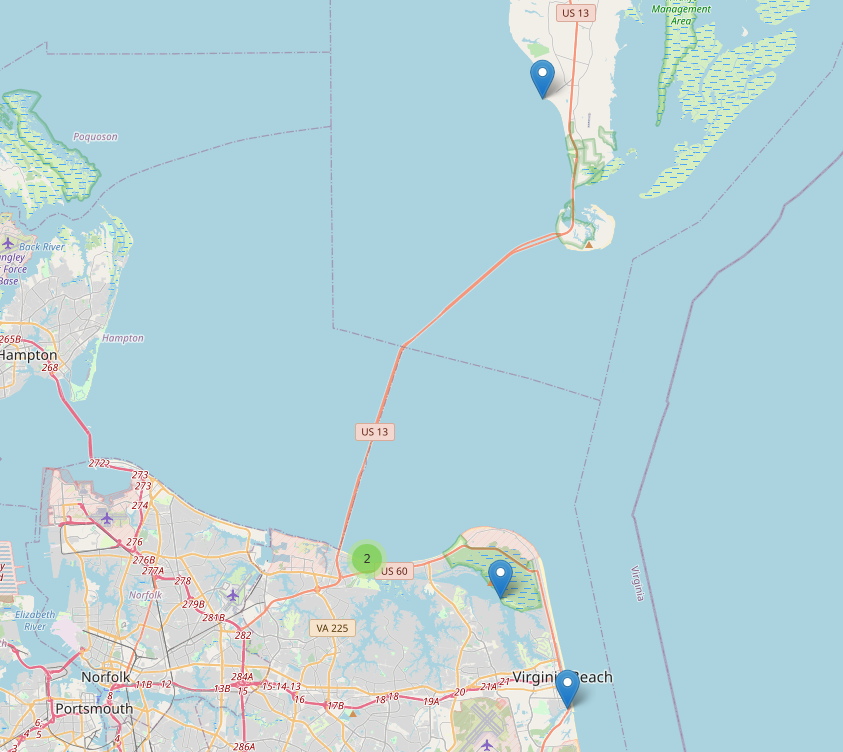 US 13
Management
Area
Poquoson
Back River
Force
Base
Hampton
265B
Hampton
268
US 13
272
273
273
274
276
276B
277A
278
279B
281B
282
Norfolk
Elizabeth
River
2
US 60
VA 225
Virginia
Norfolk
Portsmouth
Virginia Beach
284A
11B
12
13B
15
15-14-13
16
17B
18
18
19A
20
21A
21
8
7
5
6
4
3
286A